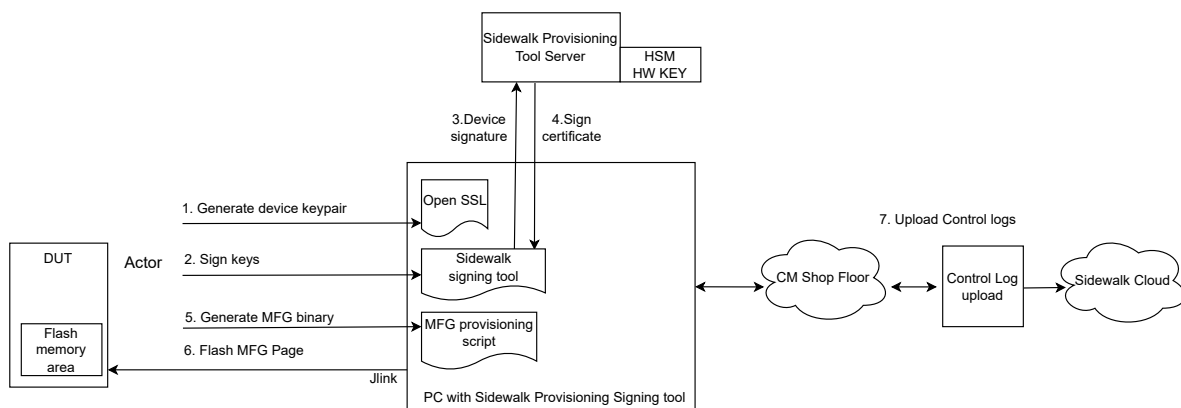 Sidewalk Provisioning
Tool Server
HSM
HW KEY
3.Device
signature
4.Sign
certificate
Open SSL
1. Generate device keypair
7. Upload Control logs
DUT
Actor
2. Sign keys
Sidewalk
signing tool
CM Shop Floor
Control Log
upload
Sidewalk Cloud
5. Generate MFG binary
MFG provisioning
script
Flash
memory
area
6. Flash MFG Page
Jlink
PC with Sidewalk Provisioning Signing tool